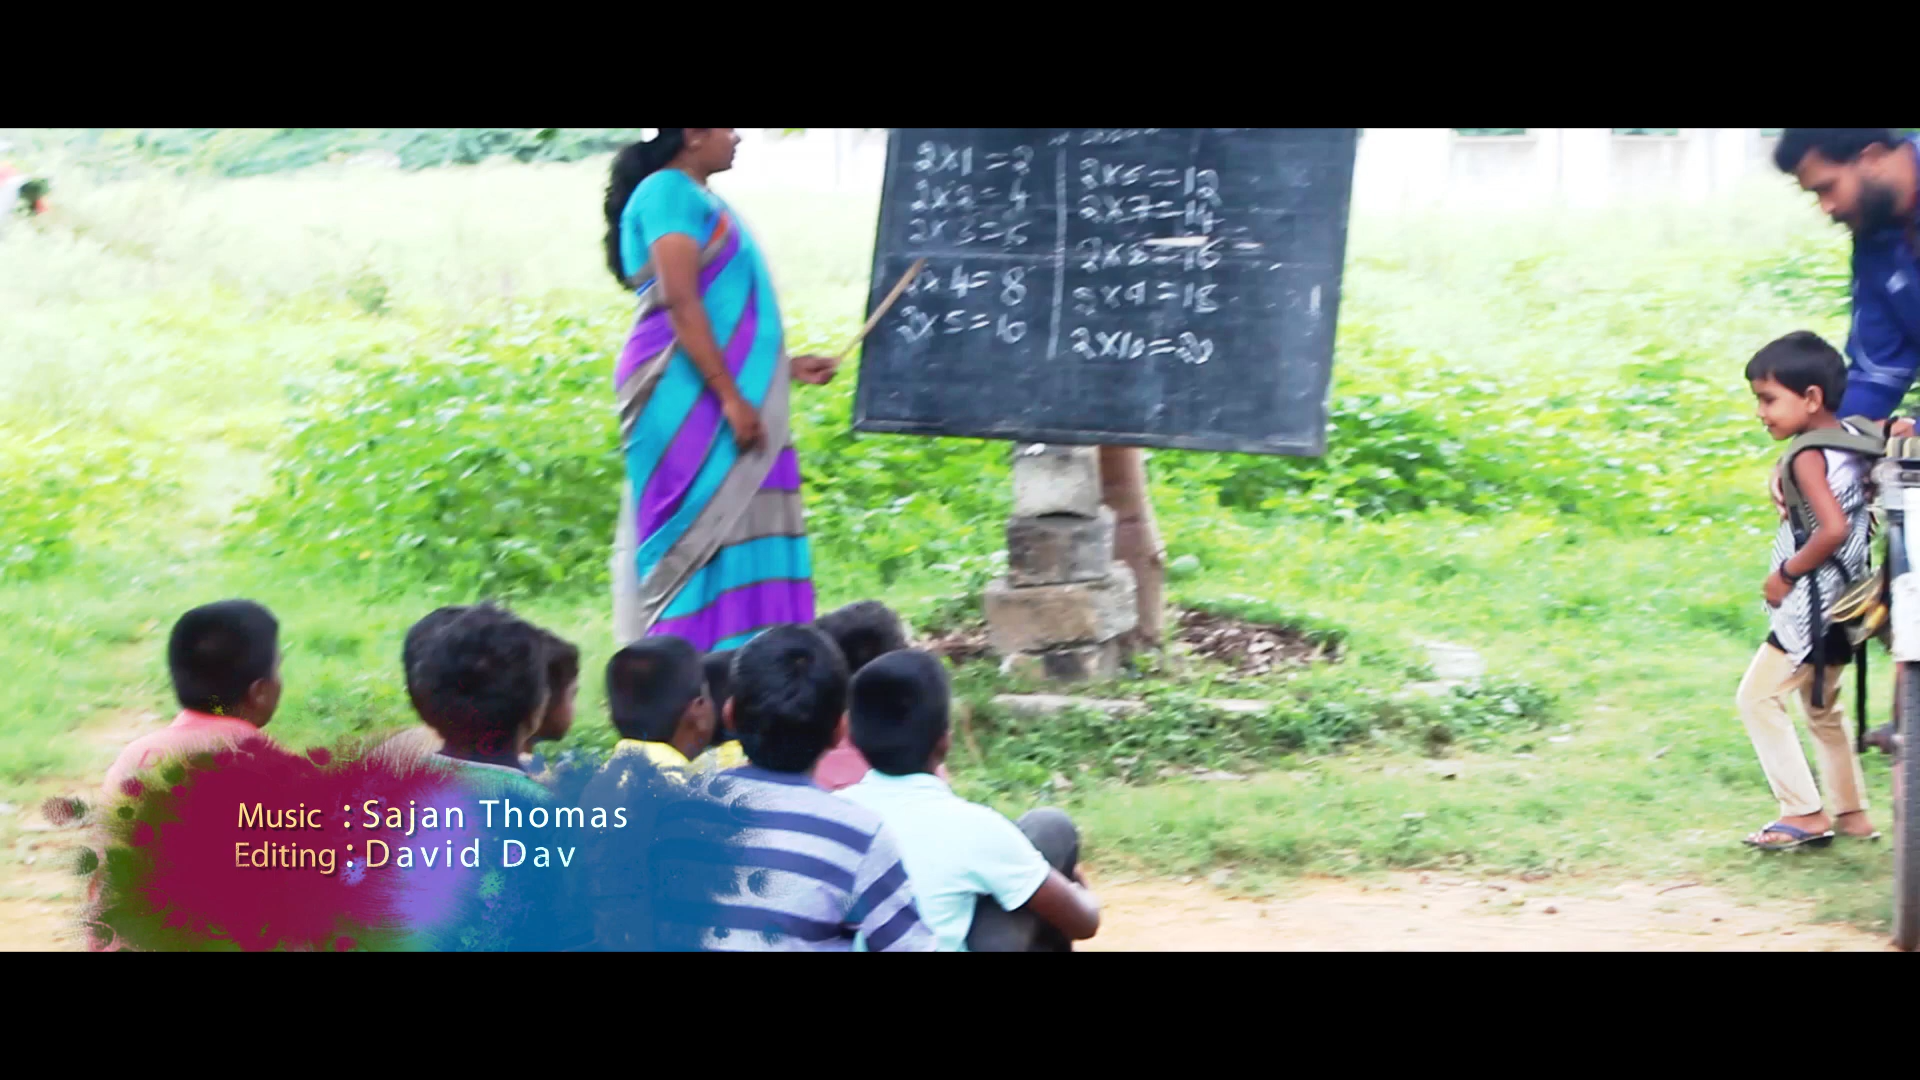 2x1=2
2x2=4
2x3=6
2x4=8
2x5=10
2x6=12
2x7=14
2x8=16
2x9=18
2x10=20
Music : Sajan Thomas
Editing : David Dav